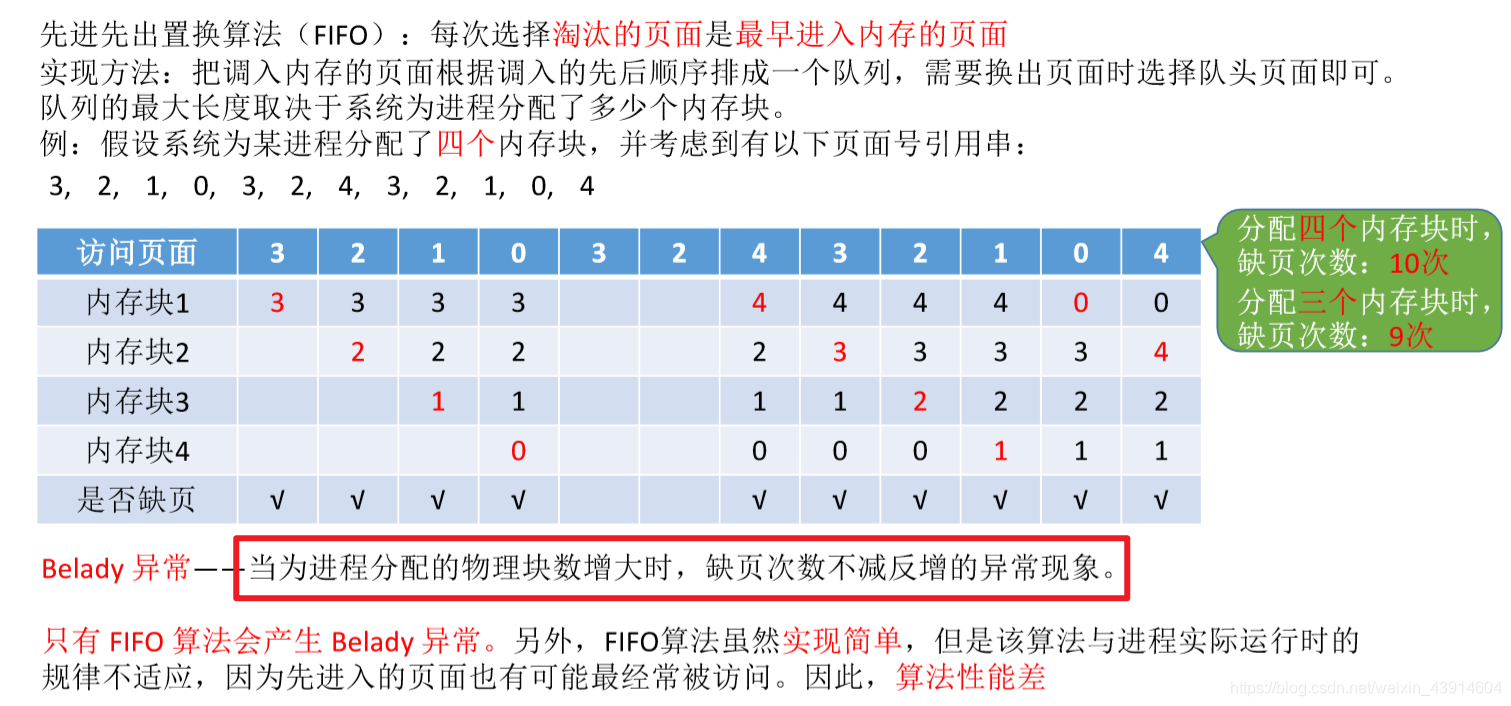 先进先出置换算法（FIFO）：每次选择淘汰的页面是最早进入内存的页面
实现方法：把调入内存的页面根据调入的先后顺序排成一个队列，需要换出页面时选择队头页面即可。
队列的最大长度取决于系统为进程分配了多少个内存块。
例：假设系统为某进程分配了四个内存块，并考虑到有以下页面号引用串：
3, 2, 1, 0, 3, 2, 4, 3, 2, 1, 0, 4
访问页面 3 2 1 0 3 2 4 3 2 1 0 4
内存块1 3 3 3 3 4 4 4 4 0 0
内存块2 2 2 2 2 3 3 3 3 4
内存块3 1 1 1 1 2 2 2 2
内存块4 0 0 0 0 1 1 1
是否缺页 √ √ √ √ √ √ √ √ √ √
分配四个内存块时，
缺页次数：10次
分配三个内存块时，
缺页次数：9次
Belady 异常——当为进程分配的物理块数增大时，缺页次数不减反增的异常现象。
只有 FIFO 算法会产生 Belady 异常。另外，FIFO算法虽然实现简单，但是该算法与进程实际运行时的
规律不适应，因为先进入的页面也有可能最经常被访问。因此，算法性能差
https://blog.csdn.net/weixin_43914604